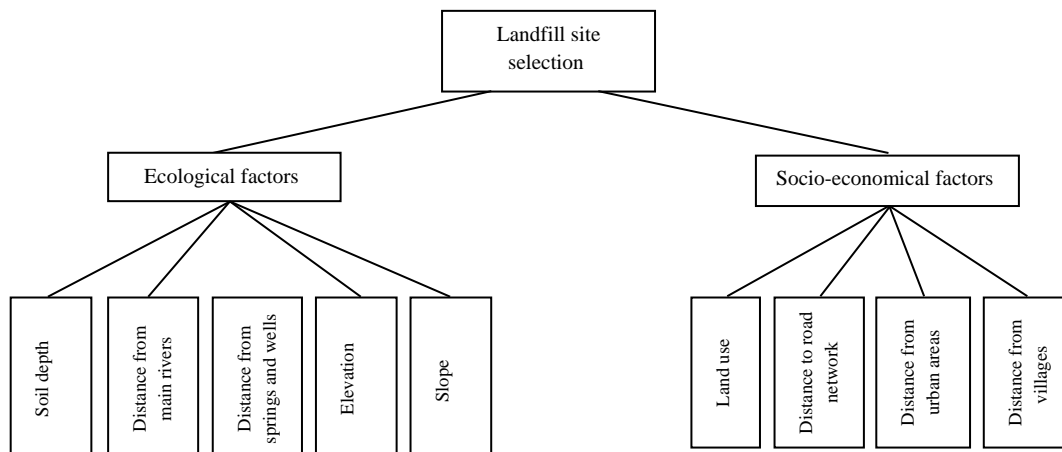 Landfill site
selection
Ecological factors
Socio-economical factors
Soil depth
Distance from
main rivers
Distance from
springs and wells
Elevation
Slope
Land use
Distance to road
network
Distance from
urban areas
Distance from
villages